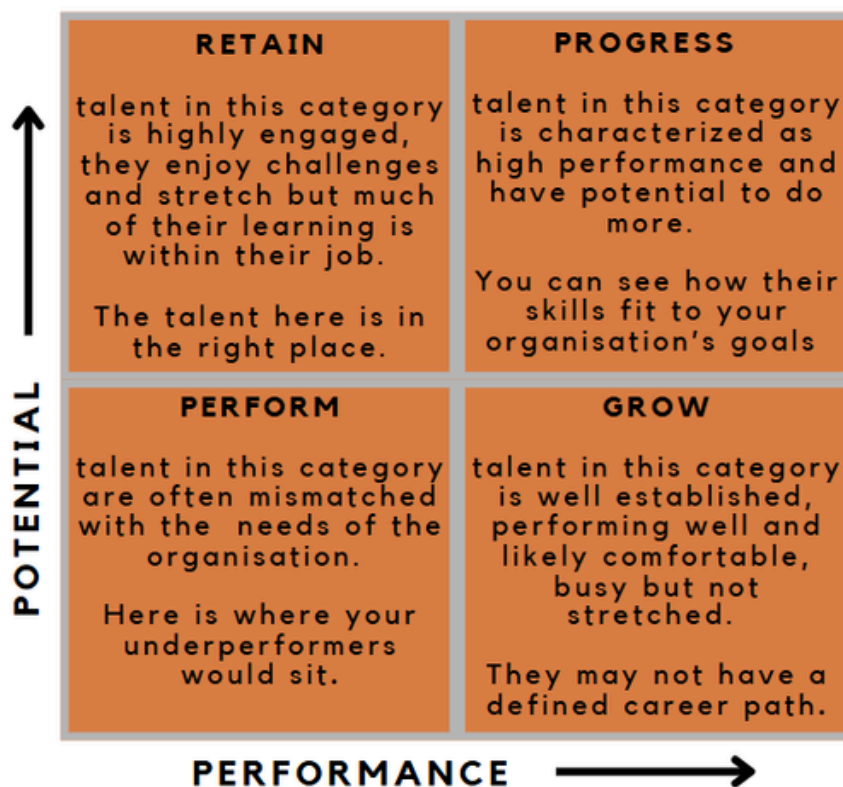 RETAIN
talent in this category
is highly engaged,
they enjoy challenges
and stretch but much
of their learning is
within their job.
The talent here is in
the right place.
PROGRESS
talent in this category
is characterized as
high performance and
have potential to do
more.
You can see how their
skills fit to your
organisation's goals
PERFORM
talent in this category
are often mismatched
with the needs of the
organisation.
Here is where your
underperformers
would sit.
GROW
talent in this category
is well established,
performing well and
likely comfortable,
busy but not
stretched.
They may not have a
defined career path.
POTENTIAL
PERFORMANCE